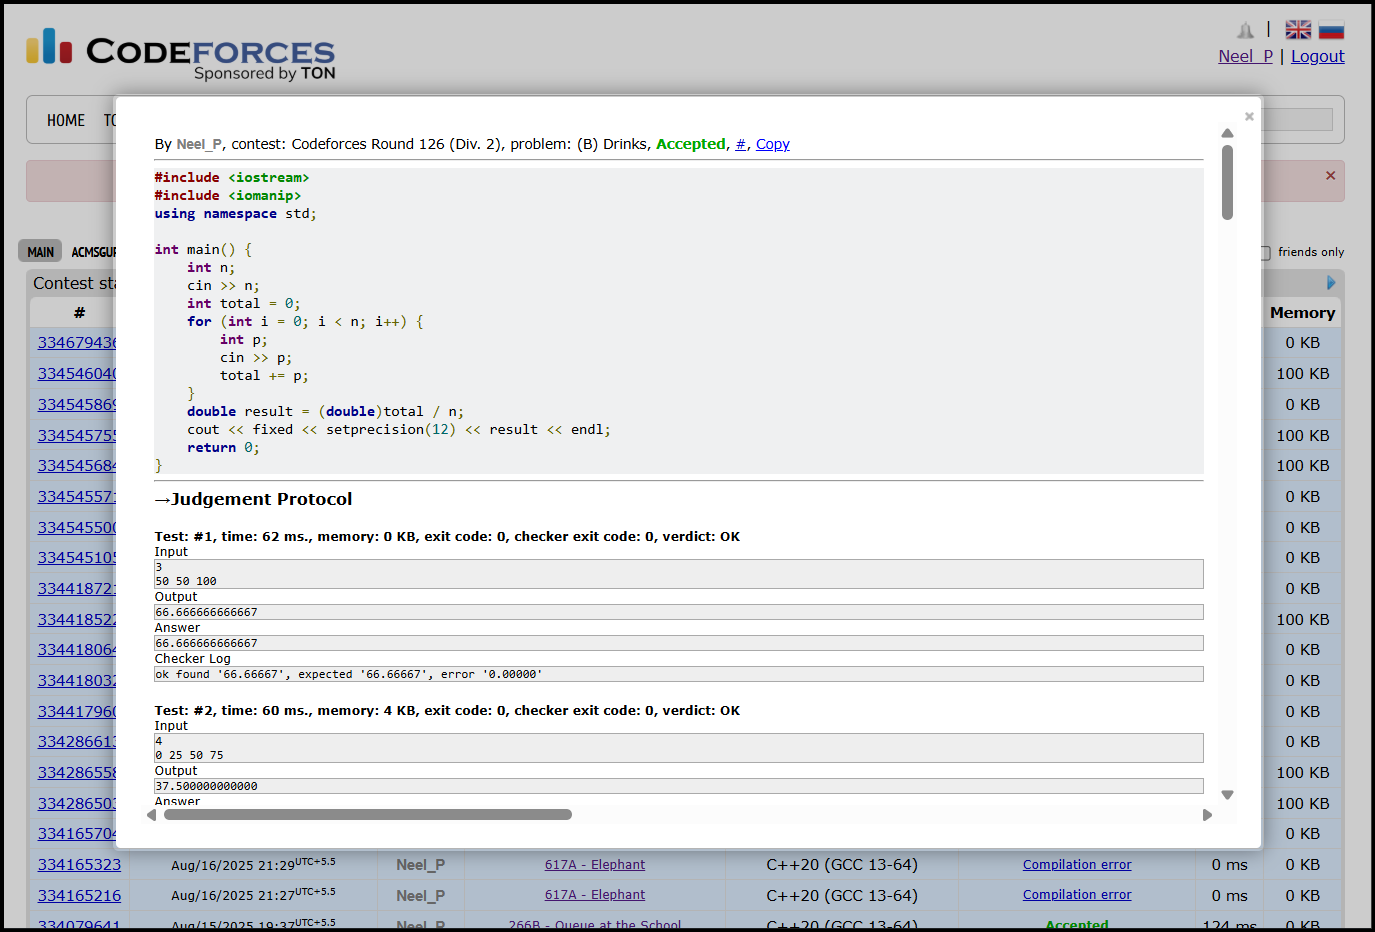 CODEFORCES
Sponsored by TON
|
Neel_P | Logout
HOME
By Neel_P, contest: Codeforces Round 126 (Div. 2), problem: (B) Drinks, Accepted, #, Copy
#include <iostream>
#include <iomanip>
using namespace std;
int main() {
    int n;
    cin >> n;
    int total = 0;
    for (int i = 0; i < n; i++) {
        int p;
        cin >> p;
        total += p;
    }
    double result = (double)total / n;
    cout << fixed << setprecision(12) << result << endl;
    return 0;
}
→Judgement Protocol
Test: #1, time: 62 ms., memory: 0 KB, exit code: 0, checker exit code: 0, verdict: OK
Input
3
50 50 100
Output
66.666666666667
Answer
66.666666666667
Checker Log
ok found '66.66667', expected '66.66667', error '0.00000'
Test: #2, time: 60 ms., memory: 4 KB, exit code: 0, checker exit code: 0, verdict: OK
Input
4
0 25 50 75
Output
37.500000000000
Answer
MAIN ACMSGUR friends only
Contest sta
# Memory
334679436 0 KB
334546040 100 KB
334545869 0 KB
334545755 100 KB
334545684 100 KB
334545571 0 KB
334545500 0 KB
334545105 0 KB
334418721 0 KB
334418522 100 KB
334418064 0 KB
334418032 0 KB
334417960 0 KB
334286613 0 KB
334286558 100 KB
334286503 100 KB
334165704 0 KB
334165323 Aug/16/2025 21:29 UTC+5.5 Neel_P 617A - Elephant C++20 (GCC 13-64) Compilation error 0 ms 0 KB
334165216 Aug/16/2025 21:27 UTC+5.5 Neel_P 617A - Elephant C++20 (GCC 13-64) Compilation error 0 ms 0 KB
334079641 Aug/15/2025 19:37 UTC+5.5 Neel_P 266B - Queue at the School C++20 (GCC 13-64) Accepted 124 ms 0 KB